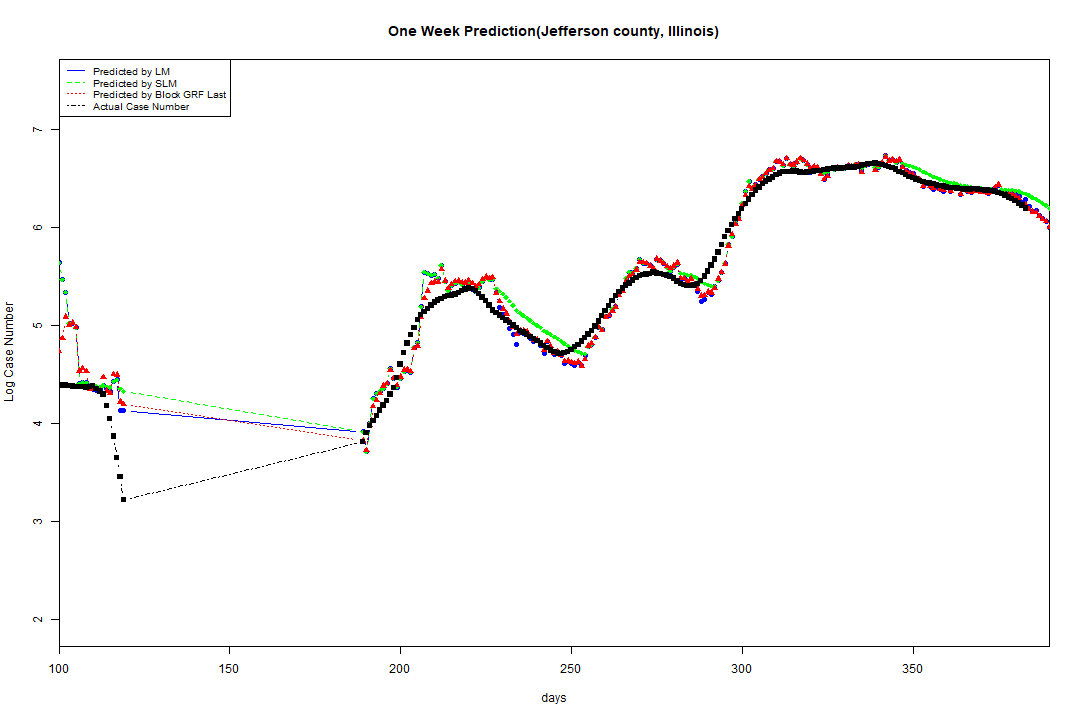 One Week Prediction(Jefferson county, Illinois)
Predicted by LM
Predicted by SLM
Predicted by Block GRF Last
Actual Case Number
7
6
5
4
3
2
Log Case Number
100 150 200 250 300 350
days